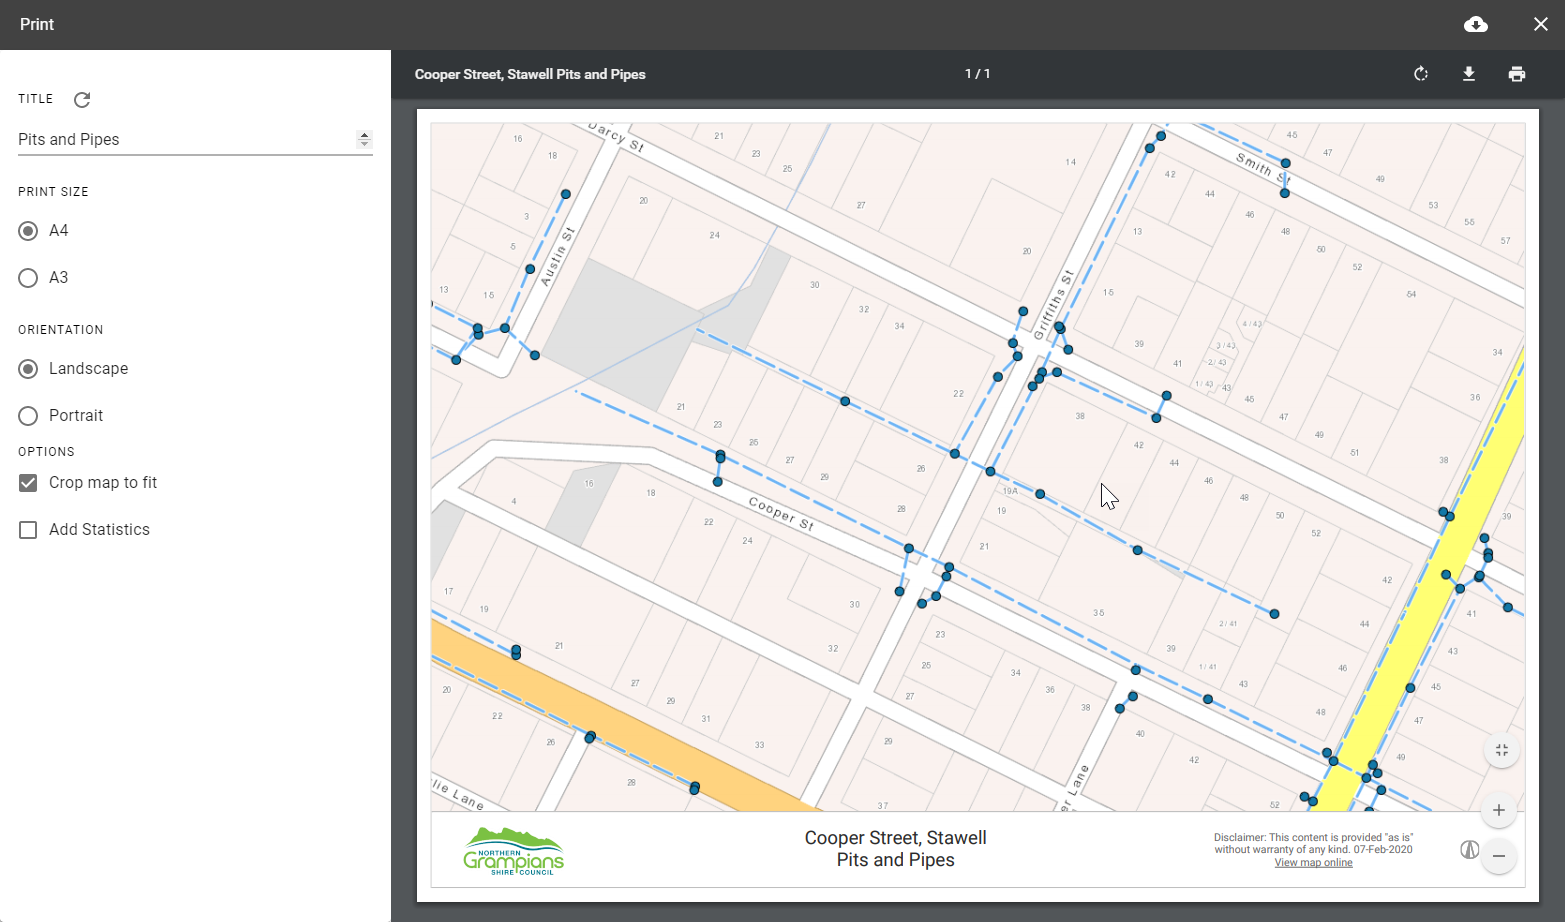 Print
TITLE
Pits and Pipes
PRINT SIZE
A4
A3
ORIENTATION
Landscape
Portrait
OPTIONS
Crop map to fit
Add Statistics
Cooper Street, Stawell Pits and Pipes
1 / 1
Darcy St
Smith St
Austin St
Griffiths St
Cooper St
lie Lane
er Lane
16
18
21
23
25
14
45
47
49
42
44
46
48
50
52
54
53
55
57
3
5
13
15
20
24
27
20
13
15
30
32
34
39
4 / 43
3 / 43
2 / 43
1 / 43
43
41
45
47
49
51
34
36
38
22
38
42
44
46
48
50
52
21
23
25
27
29
26
28
19A
19
21
39
4
16
18
22
24
17
19
21
30
32
23
25
27
35
2 / 41
39
1 / 41
43
42
44
46
48
41
43
45
47
49
20
22
26
28
27
29
31
33
34
36
38
40
42
29
37
52
NORTHERN
Grampians
SHIRE COUNCIL
Cooper Street, Stawell
Pits and Pipes
Disclaimer: This content is provided "as is"
without warranty of any kind. 07-Feb-2020
View map online